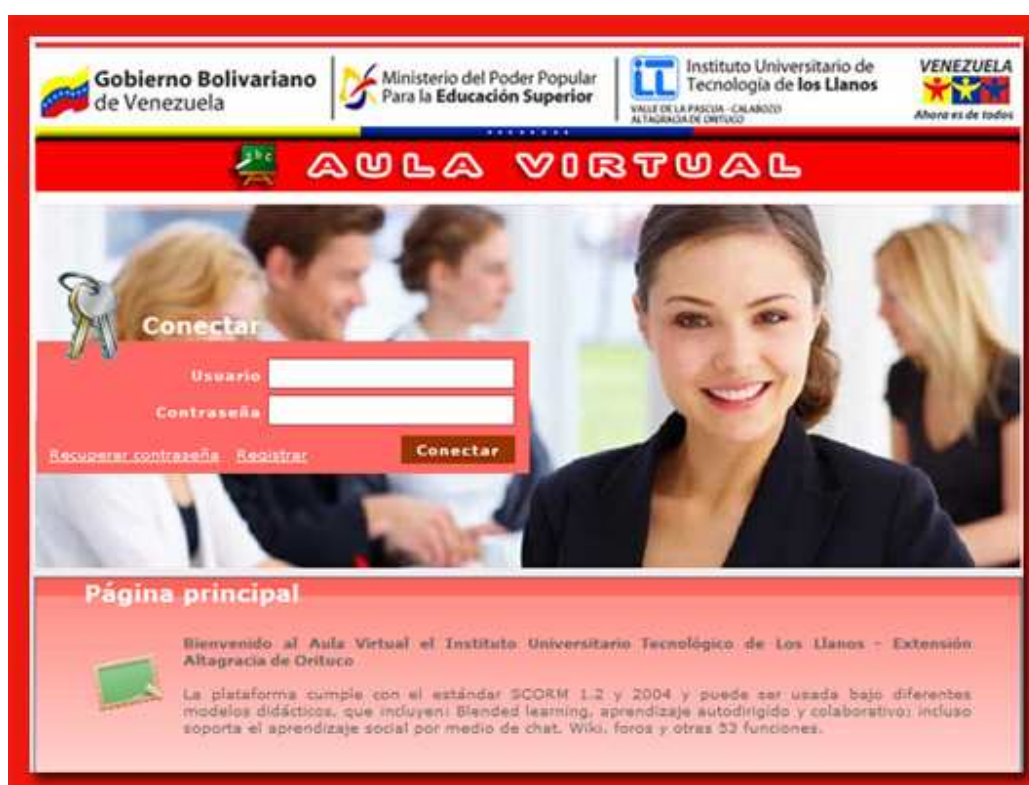 Gobierno Bolivariano
de Venezuela
Ministerio del Poder Popular
Para la Educación Superior
Instituto Universitario de
Tecnología de los Llanos
VALLE DE LA PASCUA - CALABOZO
ALTAGRACIA DE ORITUCO
VENEZUELA
Ahora es de todos
abc
AULA VIRTUAL
Conectar
Usuario
Contraseña
Recuperar contraseña Registrar
Conectar
Página principal
Bienvenido al Aula Virtual el Instituto Universitario Tecnológico de Los Llanos - Extensión
Altagracia de Orituco
La plataforma cumple con el estándar SCORM 1.2 y 2004 y puede ser usada bajo diferentes
modelos didácticos, que incluyen: Blended learning, aprendizaje autodirigido y colaborativo; incluso
soporta el aprendizaje social por medio de chat, Wiki, foros y otras 53 funciones.